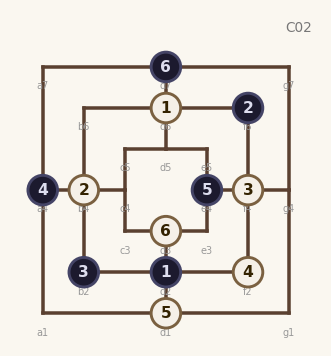 C02
6
a7 d7 g7
1 2
b6 d6 f6
c5 d5 e5
4 2 5 3
a4 b4 c4 e4 f4 g4
6
c3 d3 e3
3 1 4
b2 d2 f2
5
a1 d1 g1